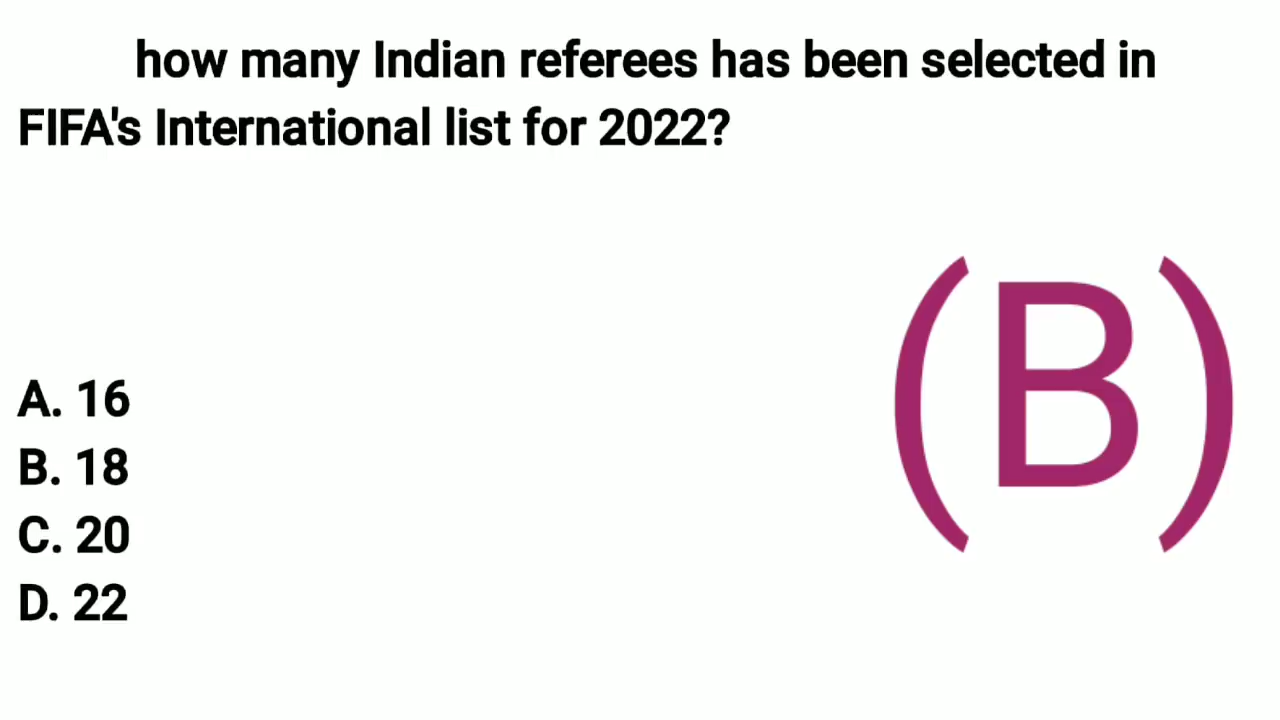 how many Indian referees has been selected in
FIFA's International list for 2022?
A. 16
B. 18
C. 20
D. 22
(B)